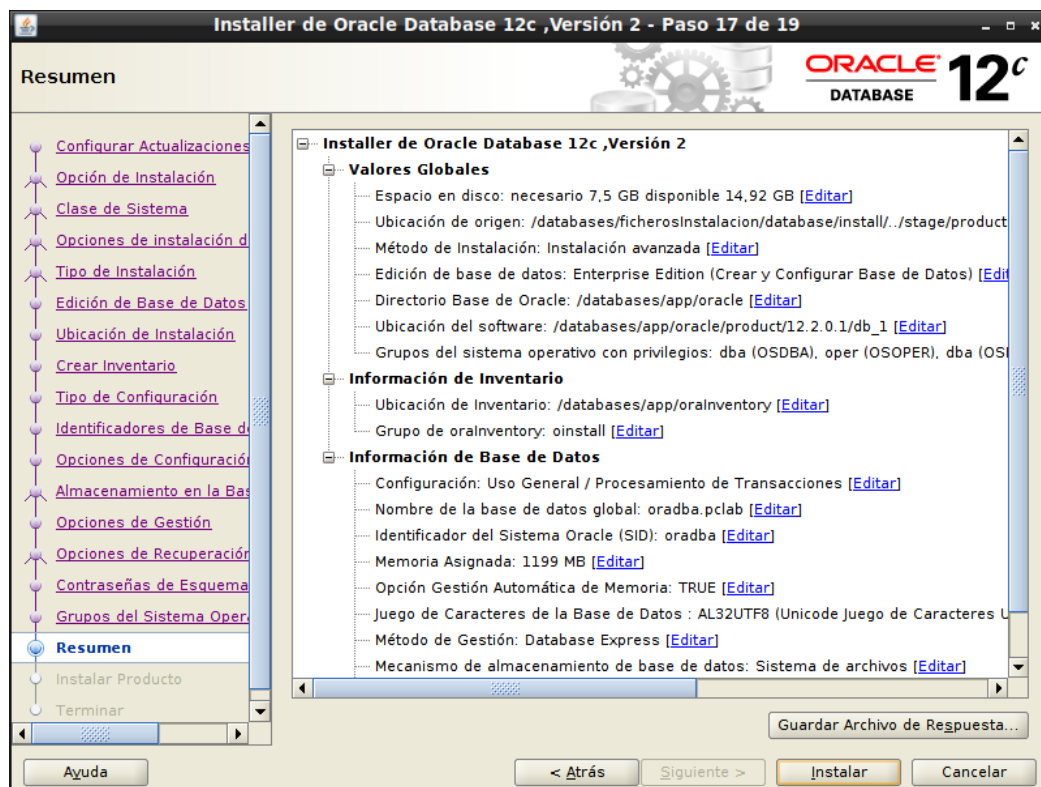 Installer de Oracle Database 12c ,Versión 2 - Paso 17 de 19
Resumen
ORACLE
DATABASE
12c
Configurar Actualizaciones
Opción de Instalación
Clase de Sistema
Opciones de instalación d
Tipo de Instalación
Edición de Base de Datos
Ubicación de Instalación
Crear Inventario
Tipo de Configuración
Identificadores de Base d
Opciones de Configuración
Almacenamiento en la Bas
Opciones de Gestión
Opciones de Recuperación
Contraseñas de Esquema
Grupos del Sistema Oper
Resumen
Instalar Producto
Terminar
Installer de Oracle Database 12c ,Versión 2
Valores Globales
Espacio en disco: necesario 7,5 GB disponible 14,92 GB [Editar]
Ubicación de origen: /databases/ficherosInstalacion/database/install/../stage/product
Método de Instalación: Instalación avanzada [Editar]
Edición de base de datos: Enterprise Edition (Crear y Configurar Base de Datos) [Edit
Directorio Base de Oracle: /databases/app/oracle [Editar]
Ubicación del software: /databases/app/oracle/product/12.2.0.1/db_1 [Editar]
Grupos del sistema operativo con privilegios: dba (OSDBA), oper (OSOPER), dba (OS
Información de Inventario
Ubicación de Inventario: /databases/app/oraInventory [Editar]
Grupo de oraInventory: oinstall [Editar]
Información de Base de Datos
Configuración: Uso General / Procesamiento de Transacciones [Editar]
Nombre de la base de datos global: oradba.pclab [Editar]
Identificador del Sistema Oracle (SID): oradba [Editar]
Memoria Asignada: 1199 MB [Editar]
Opción Gestión Automática de Memoria: TRUE [Editar]
Juego de Caracteres de la Base de Datos : AL32UTF8 (Unicode Juego de Caracteres U
Método de Gestión: Database Express [Editar]
Mecanismo de almacenamiento de base de datos: Sistema de archivos [Editar]
Guardar Archivo de Respuesta...
Ayuda
< Atrás
Siguiente >
Instalar
Cancelar